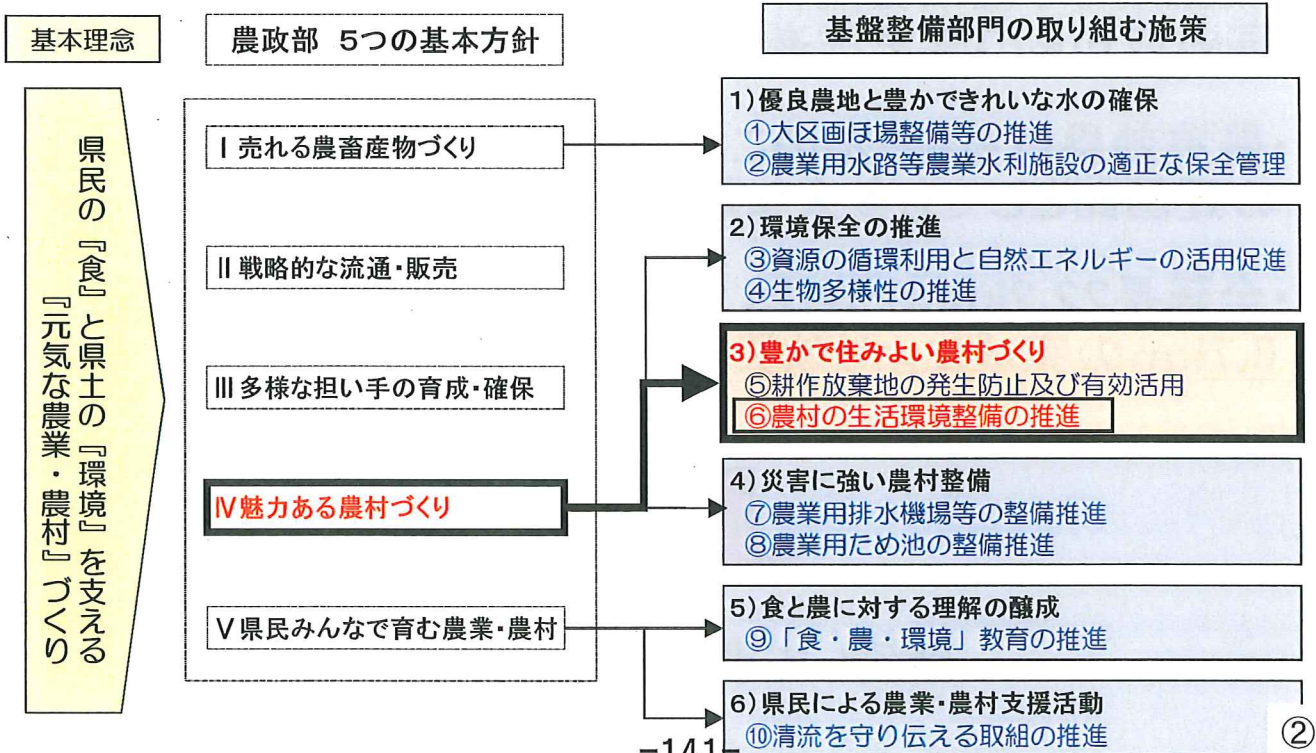 基本理念
農政部 5つの基本方針
基盤整備部門の取り組む施策
県民の『食』と県土の『環境』を支える
『元気な農業・農村』づくり
Ⅰ売れる農畜産物づくり
Ⅱ戦略的な流通・販売
Ⅲ多様な担い手の育成・確保
Ⅳ魅力ある農村づくり
Ⅴ県民みんなで育む農業・農村
1)優良農地と豊かできれいな水の確保
①大区画ほ場整備等の推進
②農業用水路等農業水利施設の適正な保全管理
2)環境保全の推進
③資源の循環利用と自然エネルギーの活用促進
④生物多様性の推進
3)豊かで住みよい農村づくり
⑤耕作放棄地の発生防止及び有効活用
⑥農村の生活環境整備の推進
4)災害に強い農村整備
⑦農業用排水機場等の整備推進
⑧農業用ため池の整備推進
5)食と農に対する理解の醸成
⑨「食・農・環境」教育の推進
6)県民による農業・農村支援活動
⑩清流を守り伝える取組の推進
-141-
②